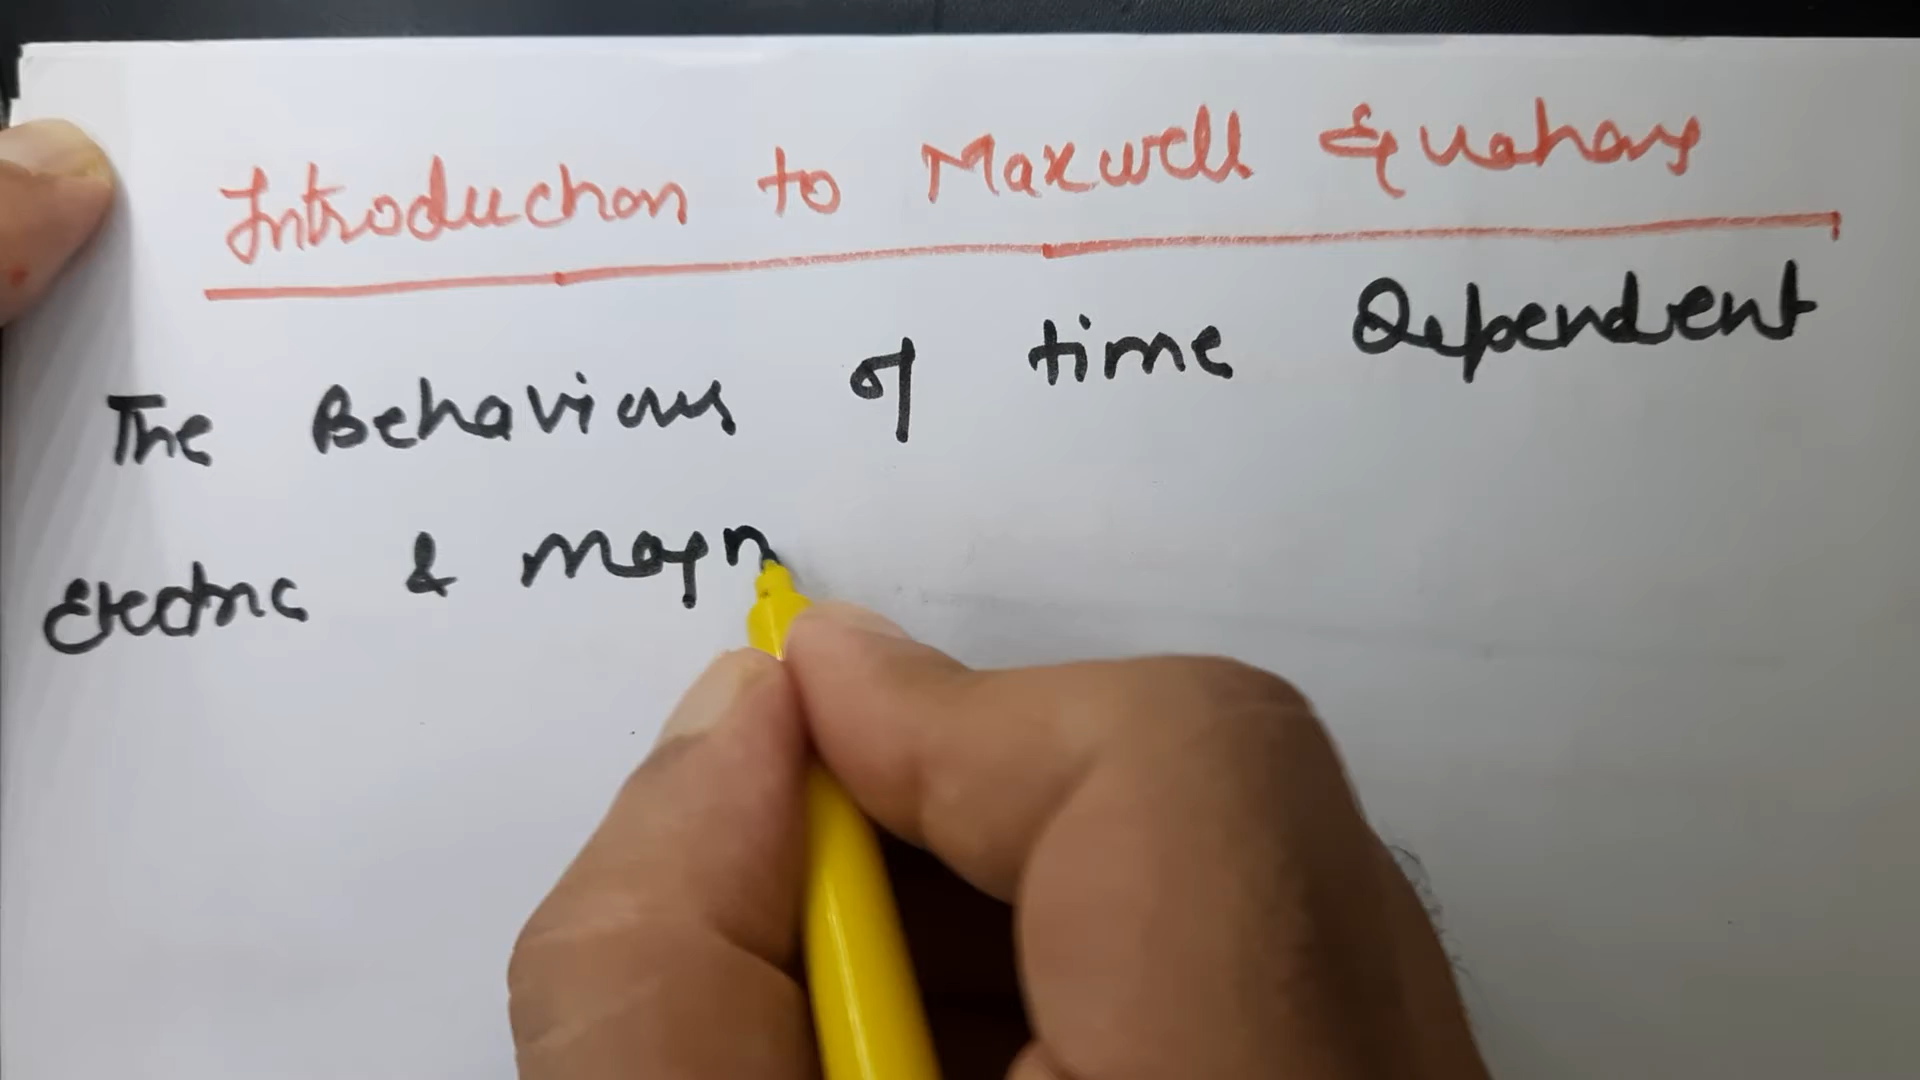 Introduction to Maxwell Equations
The Behaviour of time Dependent
Electric & Magn